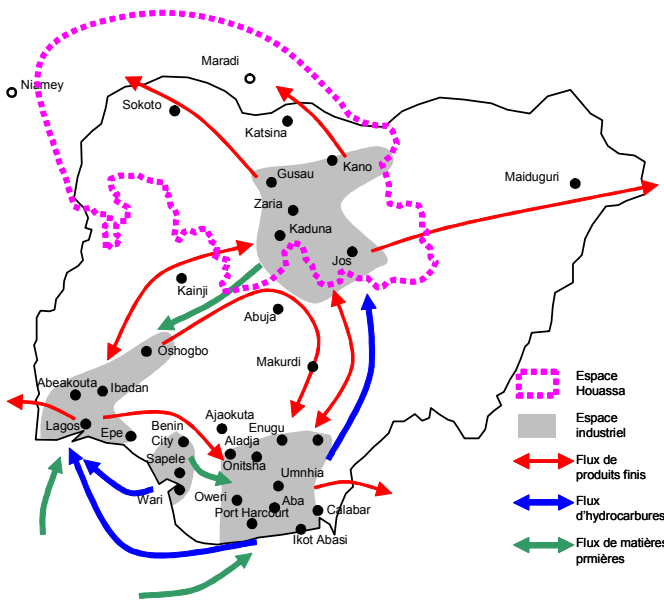 Maradi
Niamey
Sokoto
Katsina
Kano
Gusau
Maiduguri
Zaria
Kaduna
Jos
Kainji
Abuja
Oshogbo
Makurdi
Abeakouta
Ibadan
Lagos
Epe
Benin
City
Ajaokuta
Aladja
Enugu
Onitsha
Sapele
Umnhia
Wari
Oweri
Aba
Port Harcourt
Calabar
Ikot Abasi
Espace
Houassa
Espace
industriel
Flux de
produits finis
Flux
d'hydrocarbures
Flux de matières
prmières